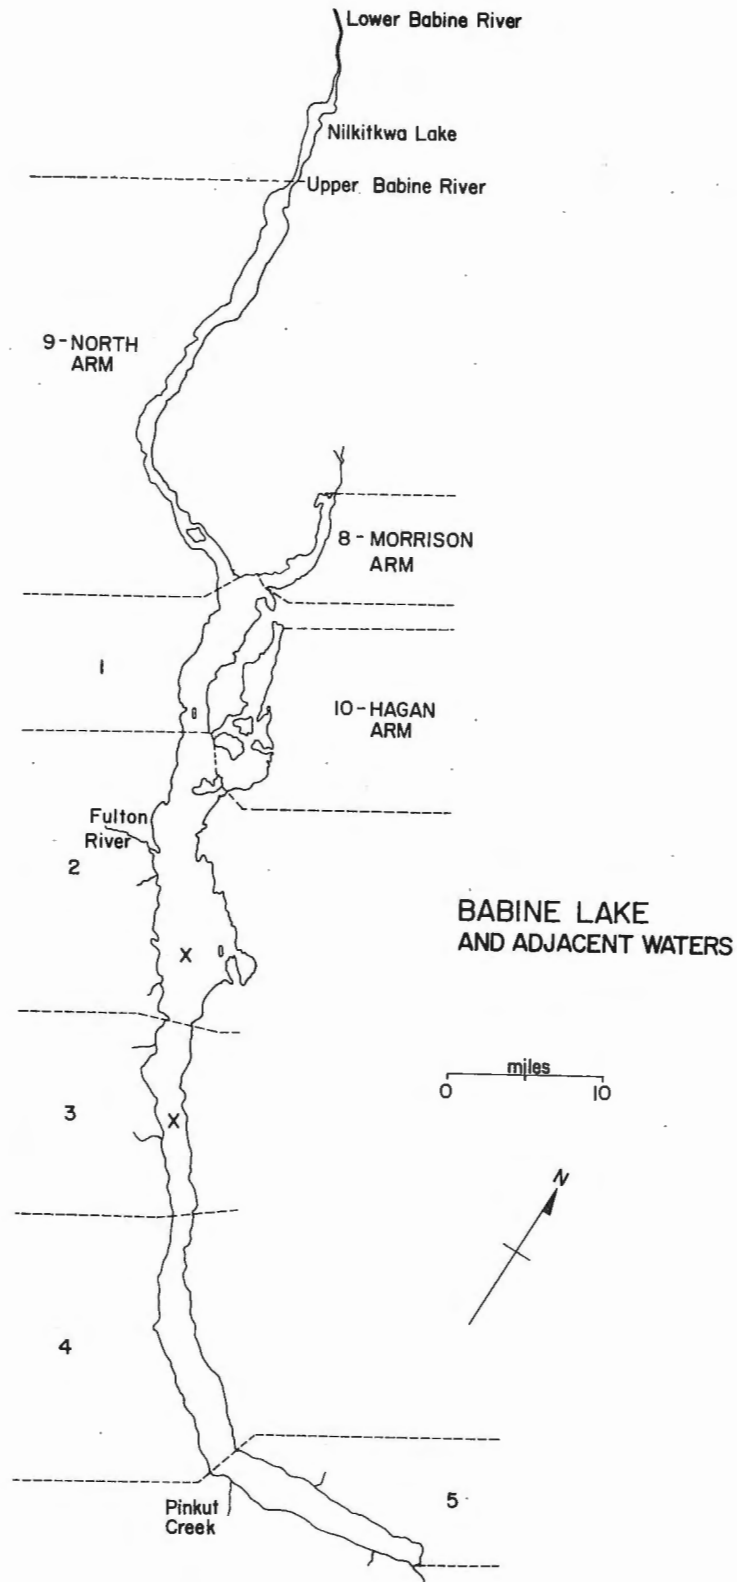 Lower Babine River
Nilkitkwa Lake
Upper Babine River
9-NORTH
ARM
8-MORRISON
ARM
1
10-HAGAN
ARM
Fulton
River
2
BABINE LAKE
AND ADJACENT WATERS
X
miles
0 10
3
X
N
4
5
Pinkut
Creek